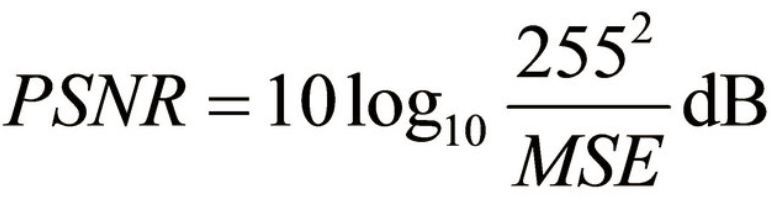 PSNR = 10 log₁₀ 255² / MSE dB